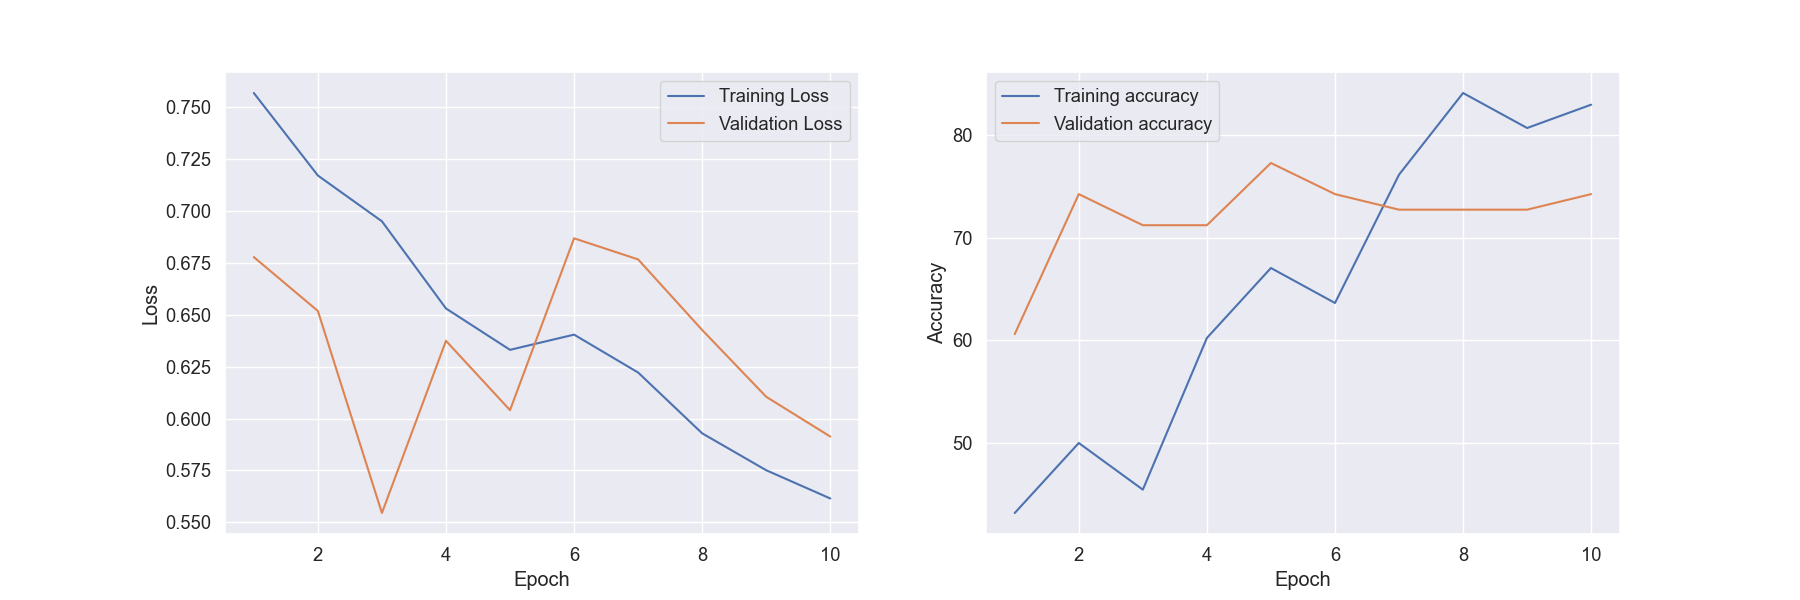 Training Loss
Validation Loss
0.750
0.725
0.700
0.675
0.650
0.625
0.600
0.575
0.550
Loss
2 4 6 8 10
Epoch
Training accuracy
Validation accuracy
80
70
60
50
Accuracy
2 4 6 8 10
Epoch